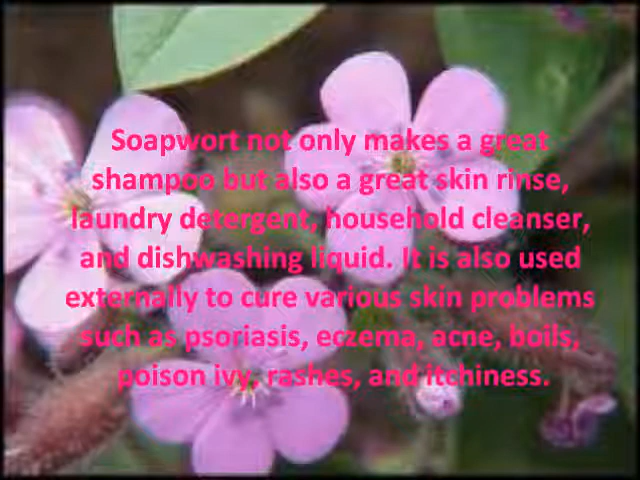 Soapwort not only makes a great
shampoo but also a great skin rinse,
laundry detergent, household cleanser,
and dishwashing liquid. It is also used
externally to cure various skin problems
such as psoriasis, eczema, acne, boils,
poison ivy, rashes, and itchiness.